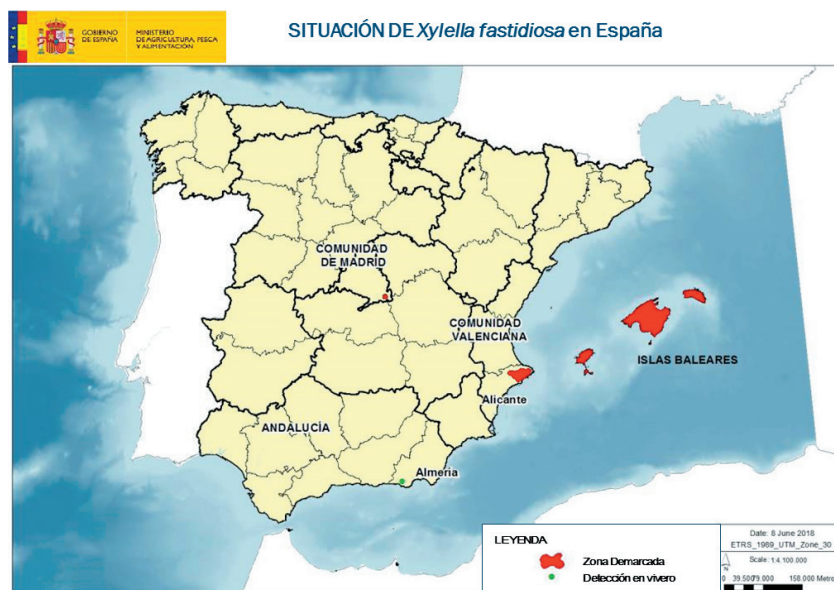 GOBIERNO
DE ESPAÑA
MINISTERIO
DE AGRICULTURA, PESCA
Y ALIMENTACIÓN
SITUACIÓN DE Xylella fastidiosa en España
COMUNIDAD
DE MADRID
COMUNIDAD
VALENCIANA
ISLAS BALEARES
Alicante
ANDALUCÍA
Almería
LEYENDA
Zona Demarcada
Detección en vivero
Date: 8 June 2018
ETRS_1989_UTM_Zone_30
N
Scale: 1:4.100.000
0 39.500 79.000 158.000 Metre